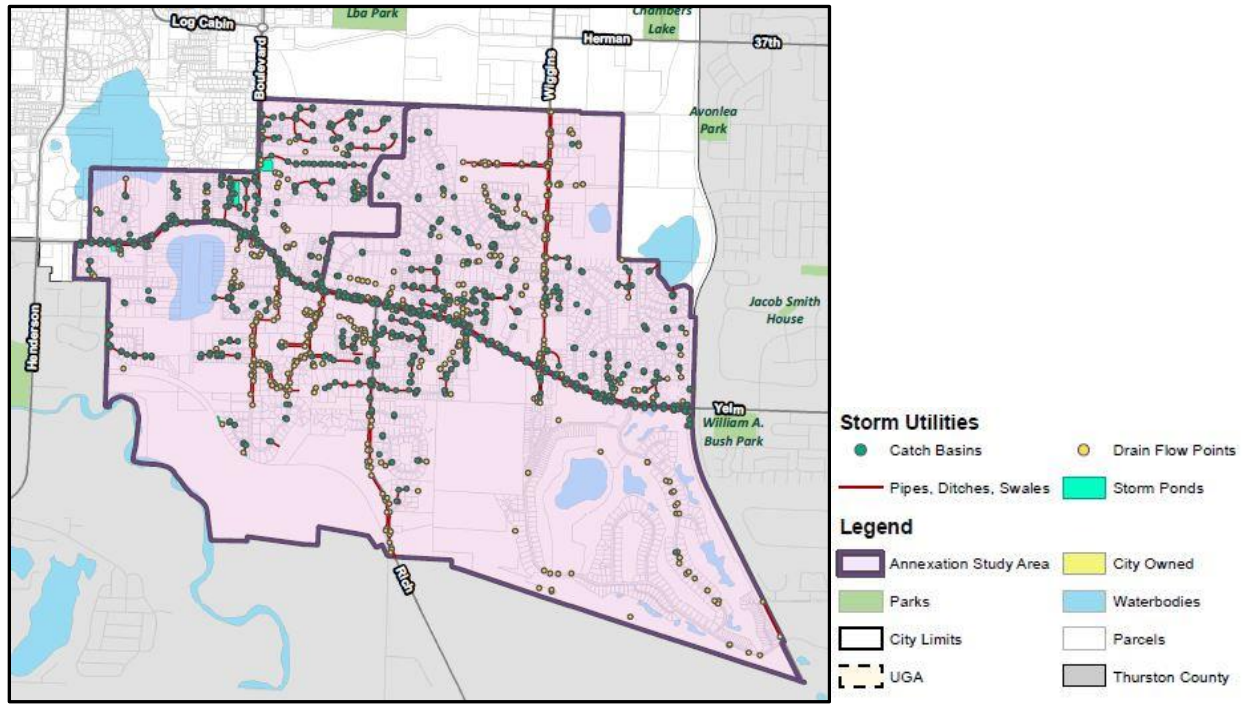 Lba Park
Chambers
Lake
Log Cabin
Herman
37th
Boulevard
Wiggins
Avonlea
Park
Jacob Smith
House
Henderson
Yelm
William A.
Bush Park
Rich
Storm Utilities
Catch Basins
Drain Flow Points
Pipes, Ditches, Swales
Storm Ponds
Legend
Annexation Study Area
City Owned
Parks
Waterbodies
City Limits
Parcels
UGA
Thurston County